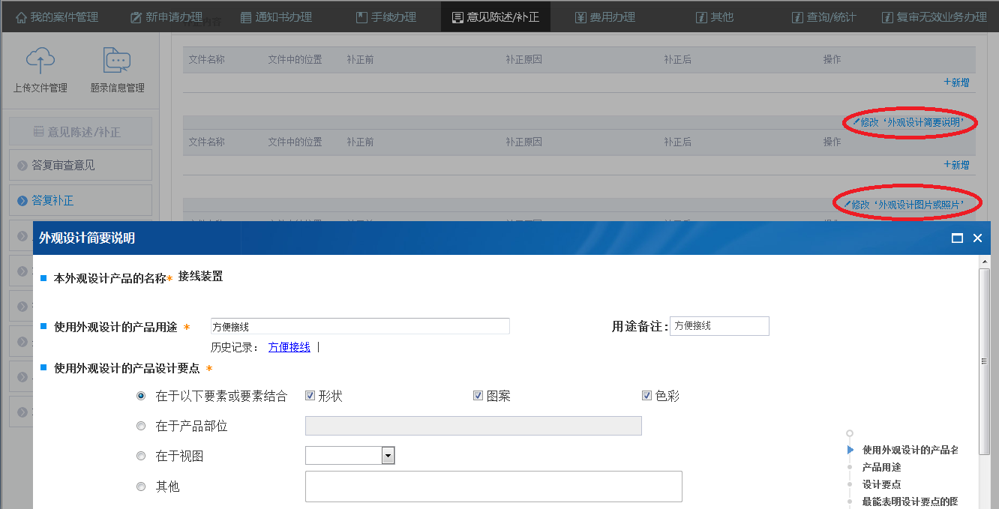 我的案件管理 新申请办理 通知书办理 手续办理 意见陈述/补正 费用办理 其他 查询/统计 复审无效业务办理
补正内容
上传文件管理 题录信息管理
意见陈述/补正
答复审查意见
答复补正
文件名称 文件中的位置 补正前 补正原因 补正后 操作
+新增
修改‘外观设计简要说明’
文件名称 文件中的位置 补正前 补正原因 补正后 操作
+新增
修改‘外观设计图片或照片’
外观设计简要说明
本外观设计产品的名称* 接线装置
使用外观设计的产品用途 * 方便接线 用途备注: 方便接线
历史记录: 方便接线 |
使用外观设计的产品设计要点 *
在于以下要素或要素结合 形状 图案 色彩
在于产品部位
在于视图
其他
使用外观设计的产品名
产品用途
设计要点
最能表明设计要点的图